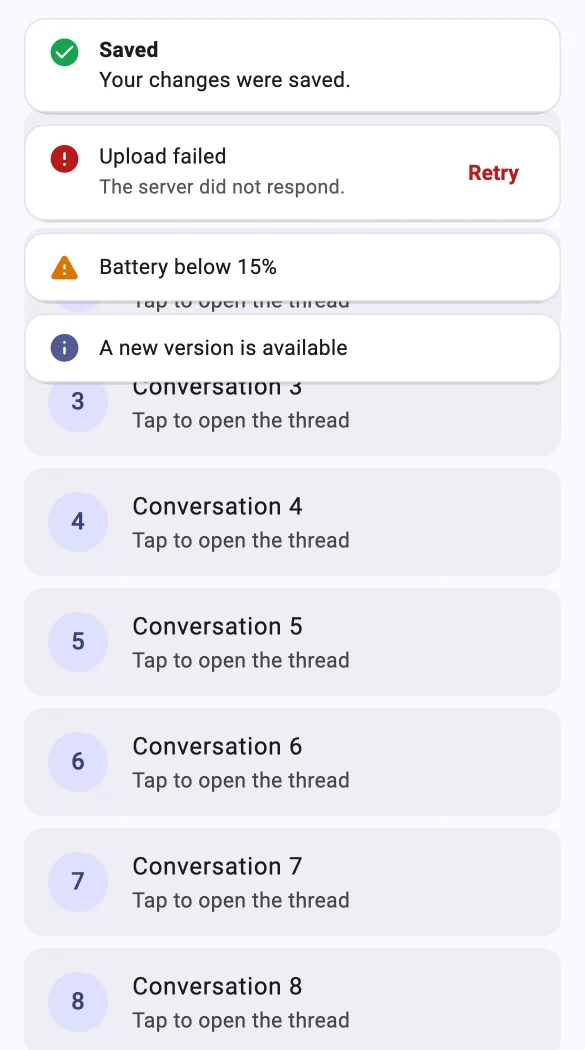 Saved
Your changes were saved.
Upload failed
The server did not respond.
Retry
Battery below 15%
Tap to open the thread
A new version is available
3
Conversation 3
Tap to open the thread
4
Conversation 4
Tap to open the thread
5
Conversation 5
Tap to open the thread
6
Conversation 6
Tap to open the thread
7
Conversation 7
Tap to open the thread
8
Conversation 8
Tap to open the thread